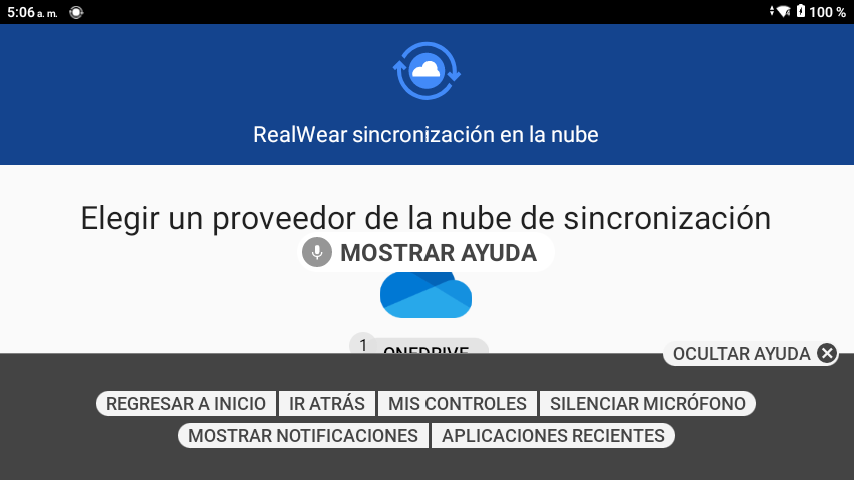 5:06 a. m.
100 %
RealWear sincronización en la nube
Elegir un proveedor de la nube de sincronización
MOSTRAR AYUDA
1
ONEDRIVE
OCULTAR AYUDA
REGRESAR A INICIO IR ATRÁS MIS CONTROLES SILENCIAR MICRÓFONO
MOSTRAR NOTIFICACIONES APLICACIONES RECIENTES